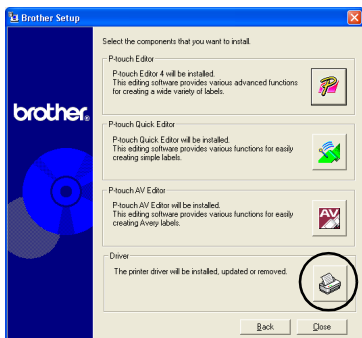 Brother Setup
Select the components that you want to install.
P-touch Editor
P-touch Editor 4 will be installed.
This editing software provides various advanced functions
for creating a wide variety of labels.
brother.
P-touch Quick Editor
P-touch Quick Editor will be installed.
This editing software provides various functions for easily
creating simple labels.
P-touch AV Editor
P-touch AV Editor will be installed.
This editing software provides various functions for easily
creating Avery labels.
AV
Driver
The printer driver will be installed, updated or removed.
Back
Close